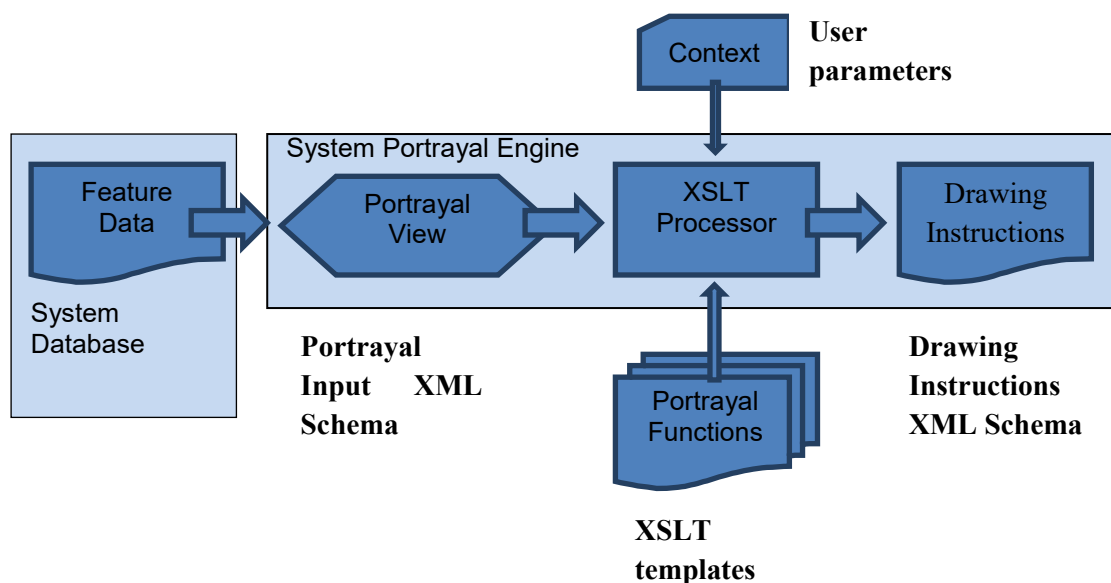 Context
User
parameters
System Portrayal Engine
Feature
Data
Portrayal
View
XSLT
Processor
Drawing
Instructions
System
Database
Portrayal
Input XML
Schema
Portrayal
Functions
Drawing
Instructions
XML Schema
XSLT
templates